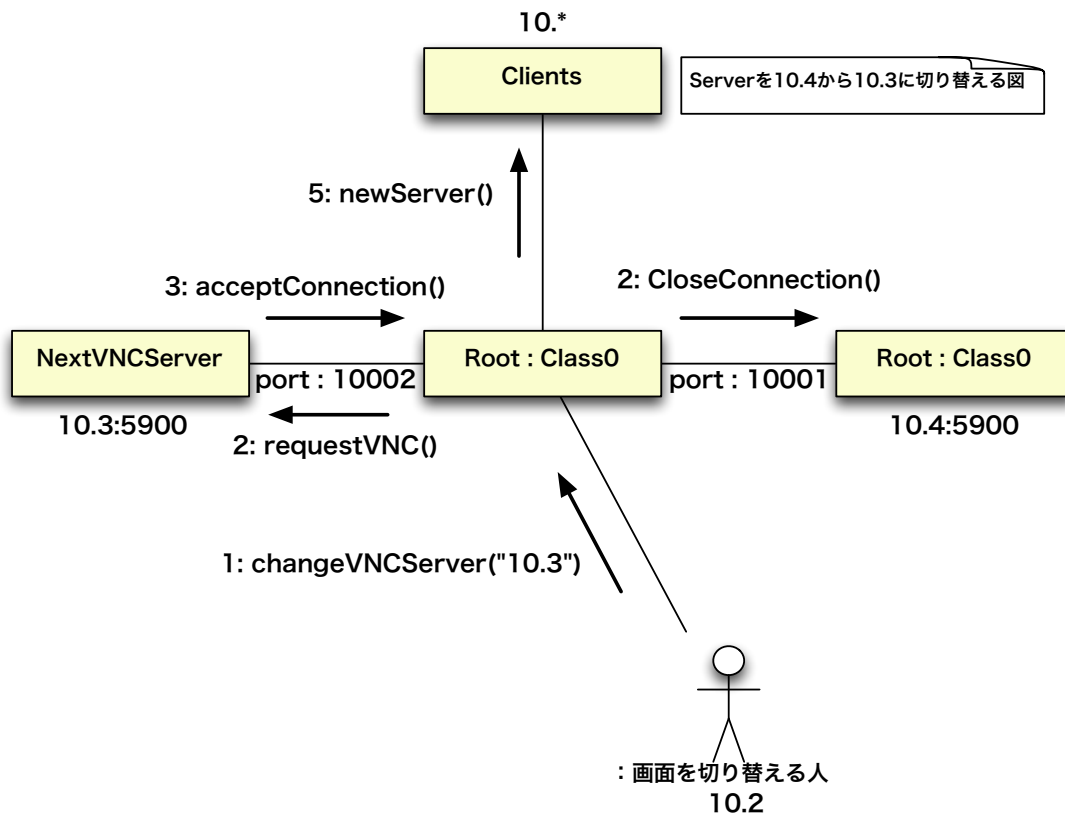 10.*
Clients
Serverを10.4から10.3に切り替える図
5: newServer()
3: acceptConnection()
2: CloseConnection()
NextVNCServer
Root : Class0
Root : Class0
port : 10002
port : 10001
10.3:5900
10.4:5900
2: requestVNC()
1: changeVNCServer("10.3")
: 画面を切り替える人
10.2